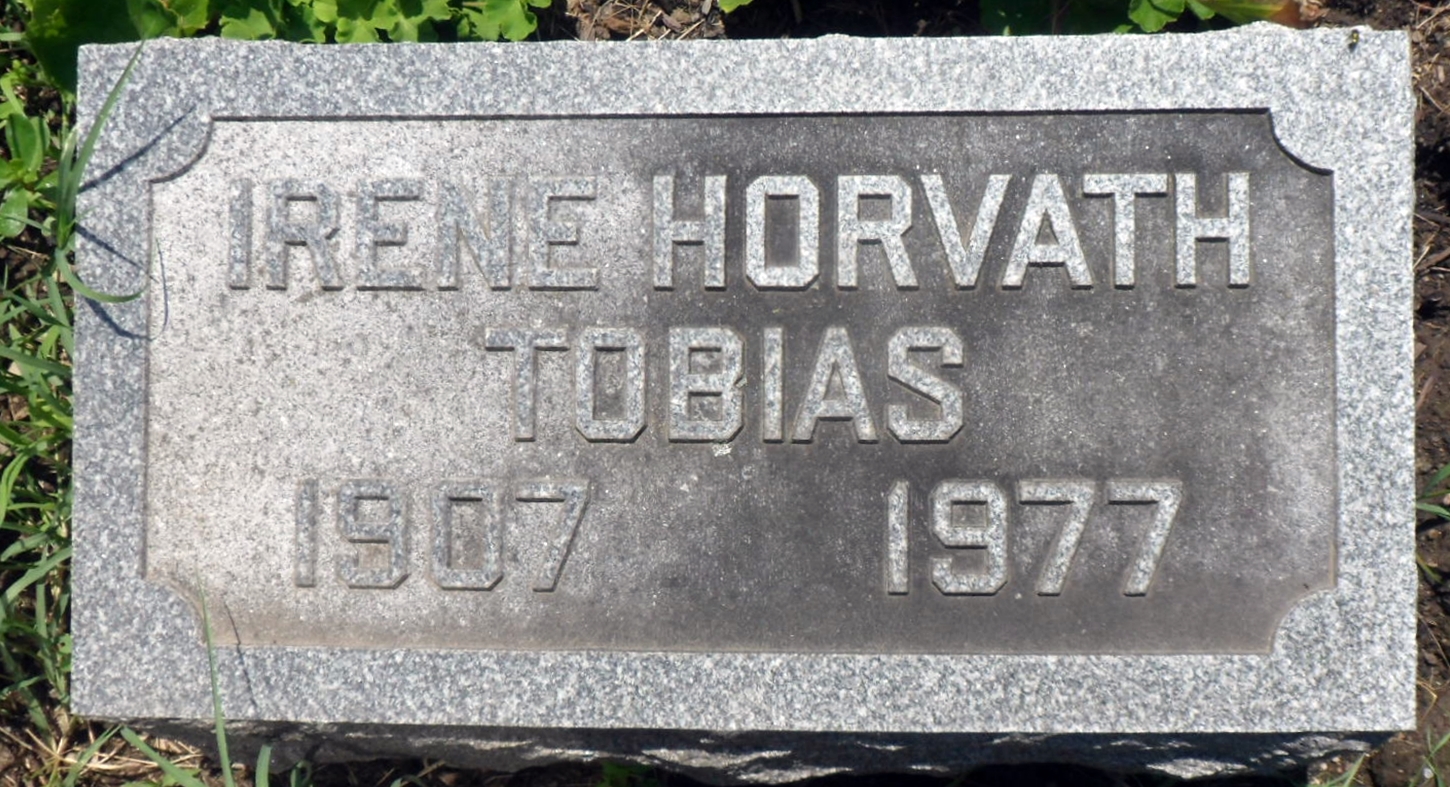 IRENE HORVATH
TOBIAS
1907 1977